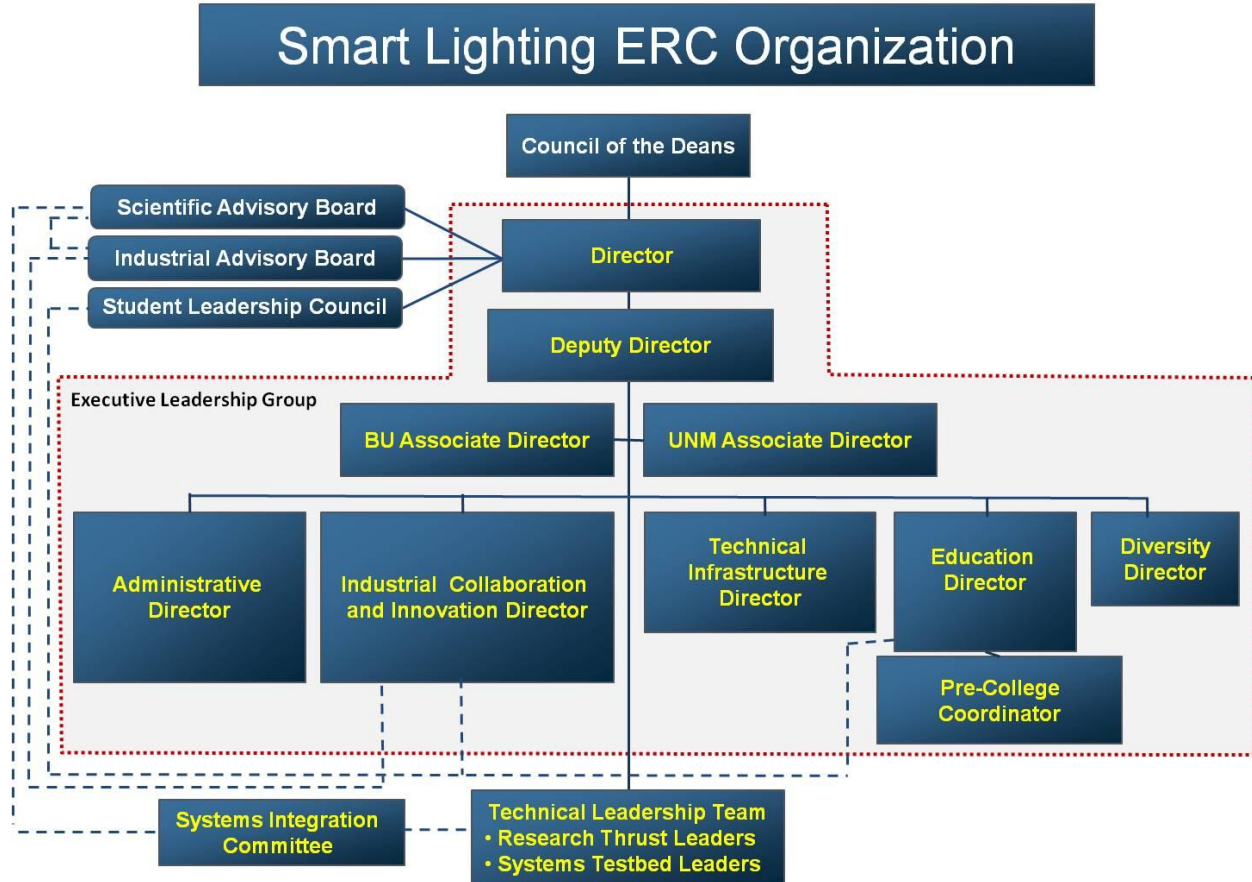 Smart Lighting ERC Organization
Council of the Deans
Scientific Advisory Board
Industrial Advisory Board
Student Leadership Council
Director
Deputy Director
Executive Leadership Group
BU Associate Director
UNM Associate Director
Administrative
Director
Industrial Collaboration
and Innovation Director
Technical
Infrastructure
Director
Education
Director
Diversity
Director
Pre-College
Coordinator
Systems Integration
Committee
Technical Leadership Team
• Research Thrust Leaders
• Systems Testbed Leaders